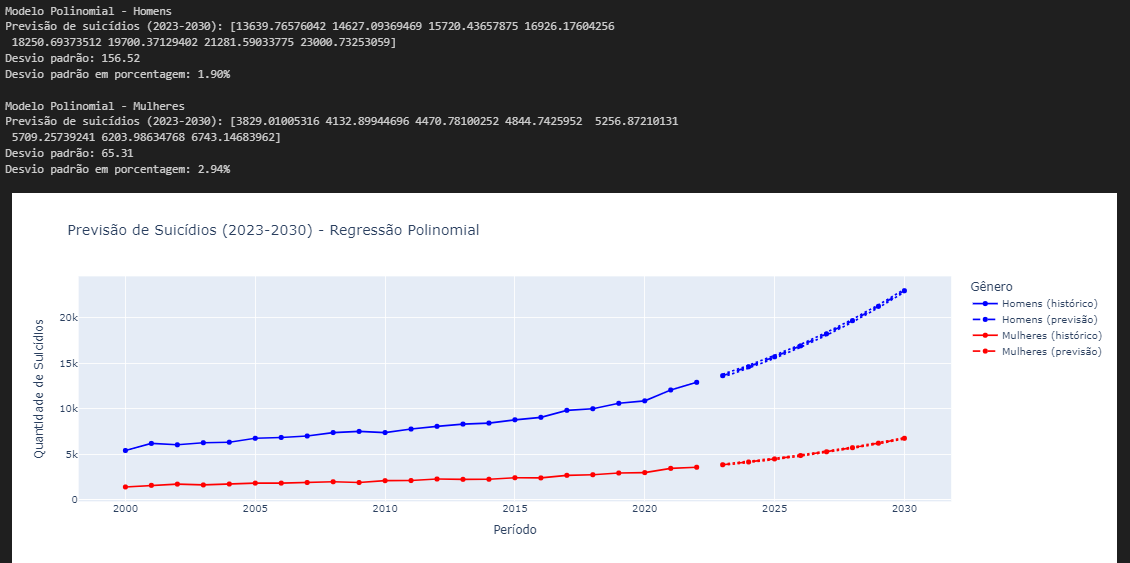 Modelo Polinomial - Homens
Previsão de suicídios (2023-2030): [13639.76576042 14627.09369469 15720.43657875 16926.17604256
18250.69373512 19700.37129402 21281.59033775 23000.73253059]
Desvio padrão: 156.52
Desvio padrão em porcentagem: 1.90%
Modelo Polinomial - Mulheres
Previsão de suicídios (2023-2030): [3829.01005316 4132.89944696 4470.78100252 4844.7425952  5256.87210131
5709.25739241 6203.98634768 6743.14683962]
Desvio padrão: 65.31
Desvio padrão em porcentagem: 2.94%
Previsão de Suicídios (2023-2030) - Regressão Polinomial
Gênero
Homens (histórico)
Homens (previsão)
Mulheres (histórico)
Mulheres (previsão)
Quantidade de Suicídios
20k
15k
10k
5k
0
2000 2005 2010 2015 2020 2025 2030
Período